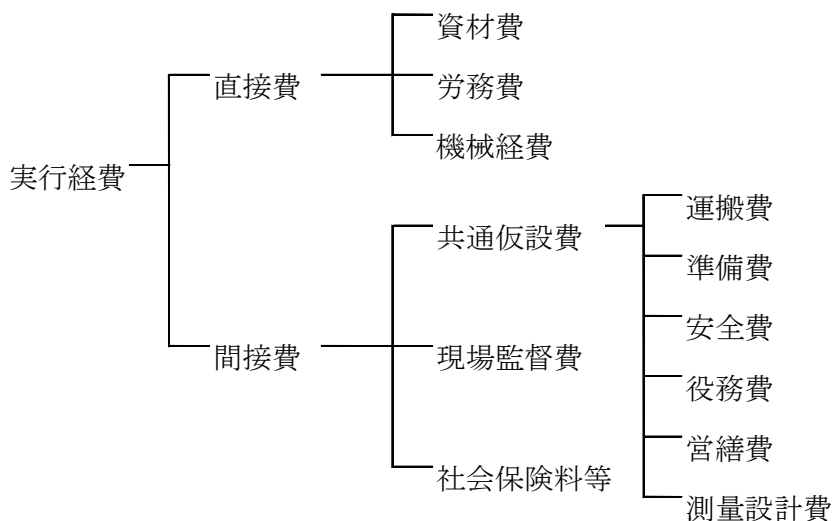 実行経費
直接費
資材費
労務費
機械経費
間接費
共通仮設費
運搬費
準備費
安全費
役務費
営繕費
測量設計費
現場監督費
社会保険料等